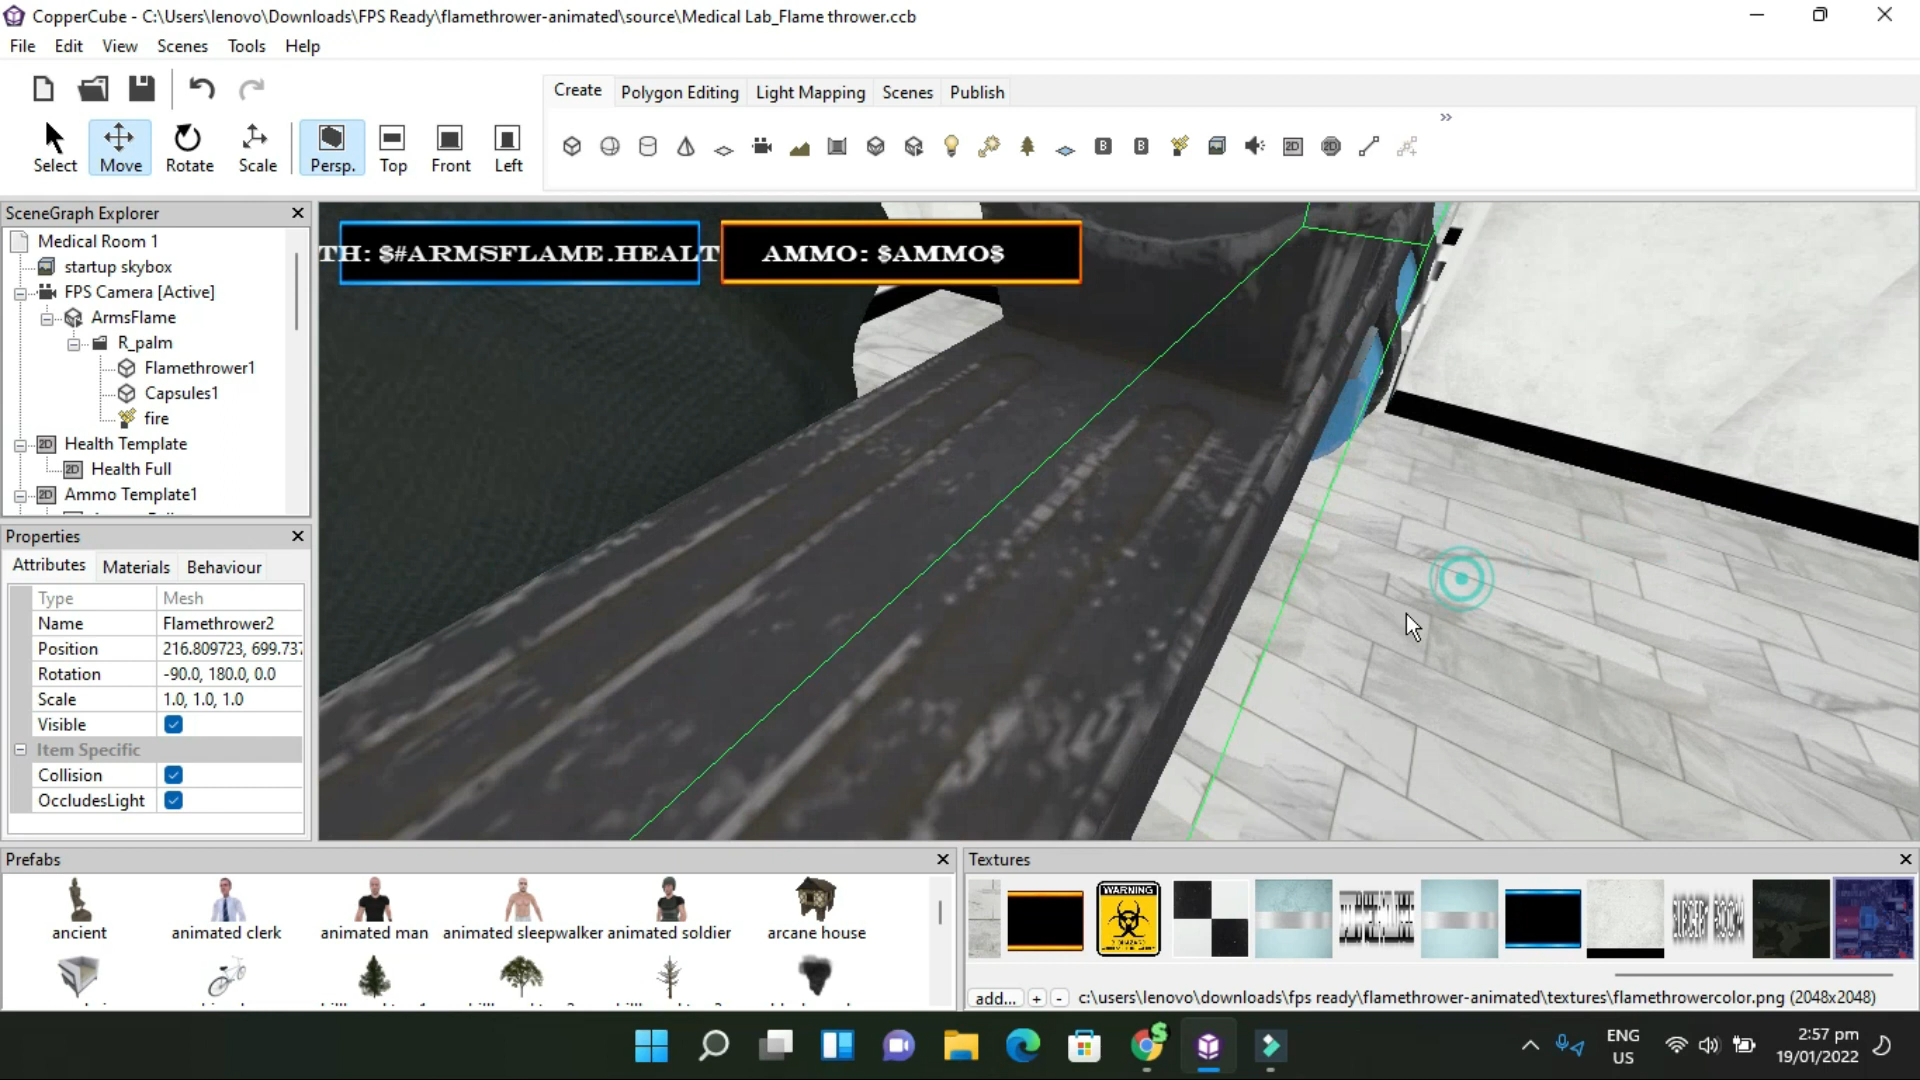 CopperCube - C:\Users\lenovo\Downloads\FPS Ready\flamethrower-animated\source\Medical Lab_Flame thrower.ccb
File Edit View Scenes Tools Help
Create Polygon Editing Light Mapping Scenes Publish
Select Move Rotate Scale Persp. Top Front Left
B B 2D 2D
SceneGraph Explorer
Medical Room 1
startup skybox
FPS Camera [Active]
ArmsFlame
R_palm
Flamethrower1
Capsules1
fire
2D Health Template
2D Health Full
2D Ammo Template1
TH: $#ARMSFLAME.HEALT
AMMO: $AMMO$
Properties
Attributes Materials Behaviour
Type Mesh
Name Flamethrower2
Position 216.809723, 699.737
Rotation -90.0, 180.0, 0.0
Scale 1.0, 1.0, 1.0
Visible
Item Specific
Collision
OccludesLight
Prefabs
ancient animated clerk animated man animated sleepwalker animated soldier arcane house
Textures
WARNING
add... + - c:\users\lenovo\downloads\fps ready\flamethrower-animated\textures\flamethrowercolor.png (2048x2048)
ENG
US
2:57 pm
19/01/2022